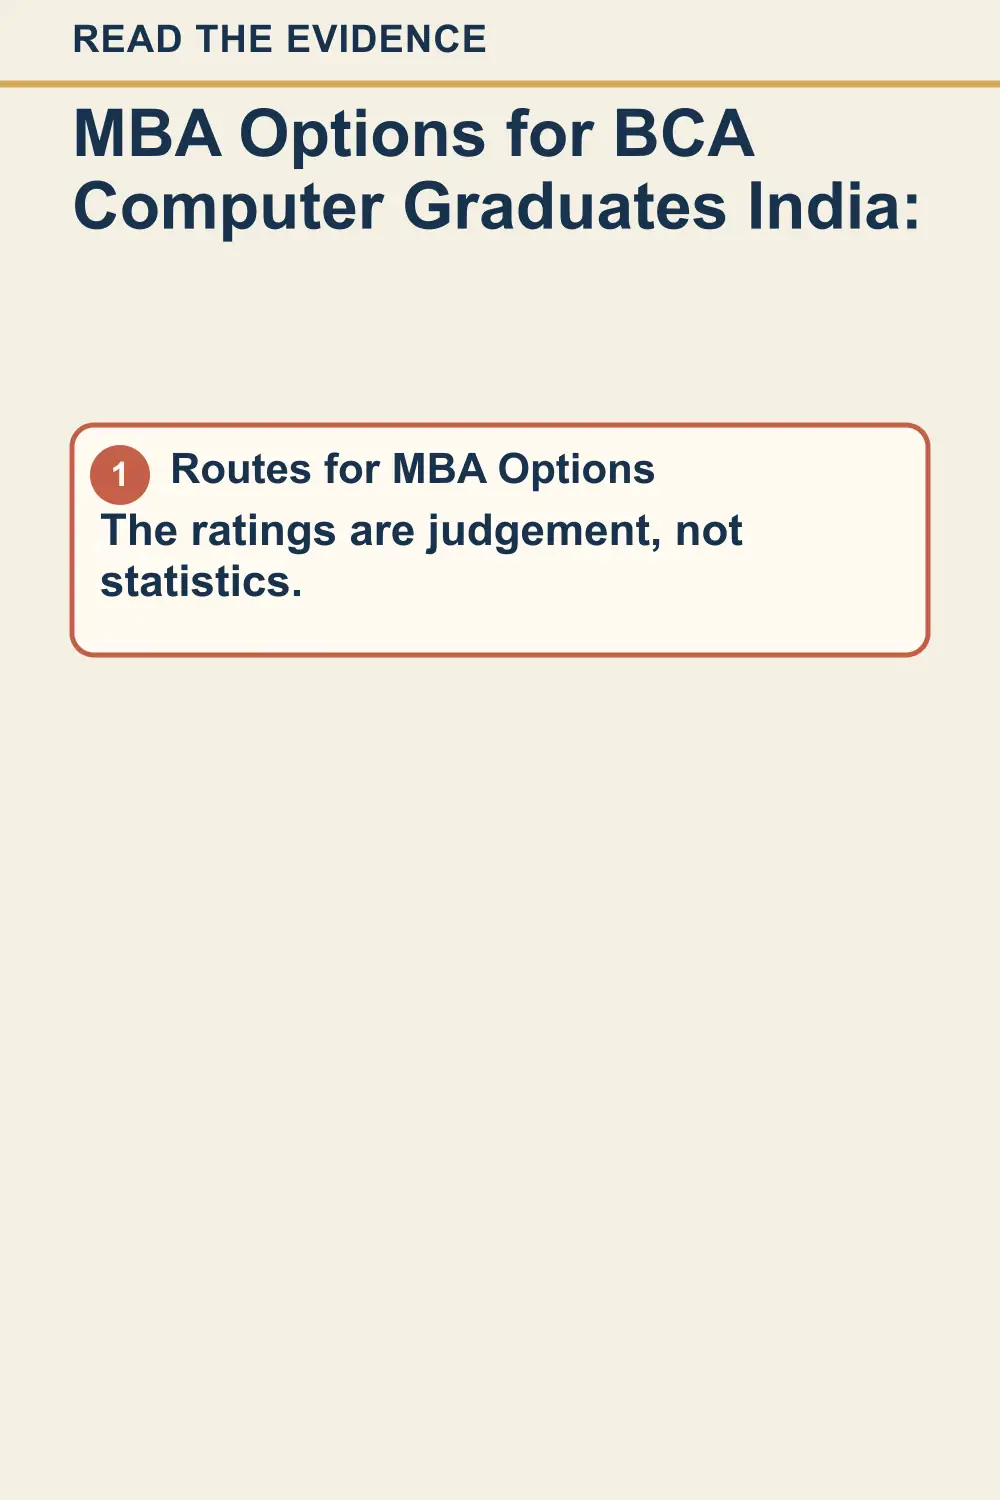 READ THE EVIDENCE
MBA Options for BCA
Computer Graduates India:
1 Routes for MBA Options
The ratings are judgement, not
statistics.